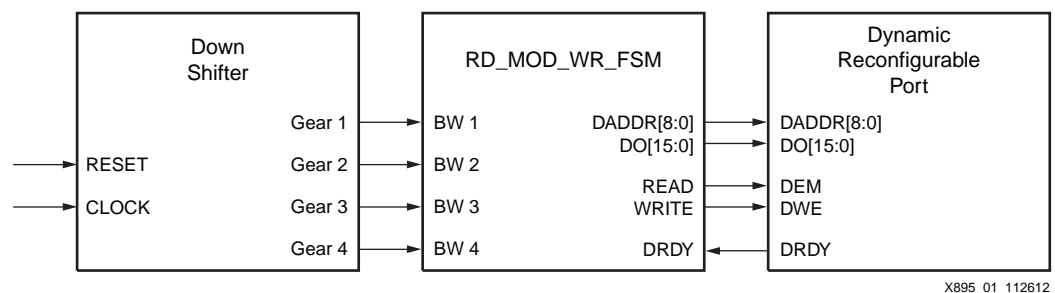 Down
Shifter
Gear 1
RESET
Gear 2
CLOCK
Gear 3
Gear 4
RD_MOD_WR_FSM
BW 1
DADDR[8:0]
DO[15:0]
BW 2
READ
BW 3
WRITE
BW 4
DRDY
Dynamic
Reconfigurable
Port
DADDR[8:0]
DO[15:0]
DEM
DWE
DRDY
X895_01_112612